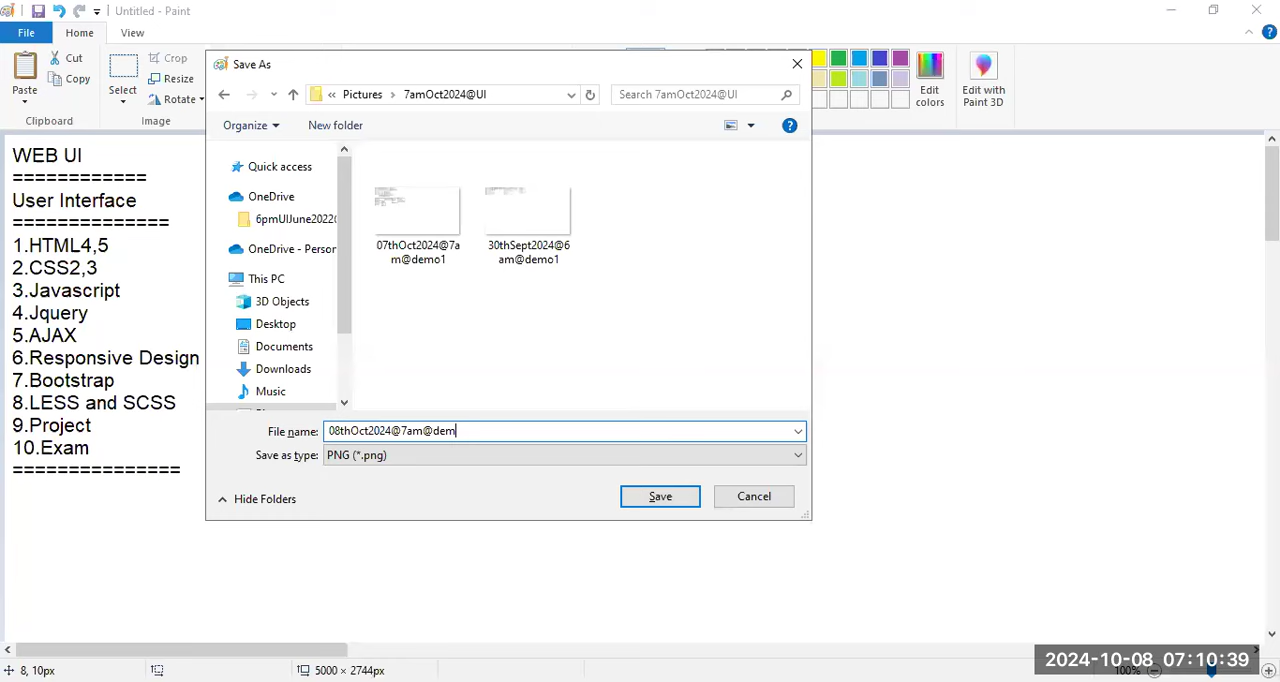 Untitled - Paint
File
Home
View
Paste
Cut
Copy
Clipboard
Select
Crop
Resize
Rotate
Image
Edit
colors
Edit with
Paint 3D
Save As
« Pictures > 7amOct2024@UI
Search 7amOct2024@UI
Organize
New folder
Quick access
OneDrive
6pmUIJune2022
OneDrive - Person
This PC
3D Objects
Desktop
Documents
Downloads
Music
07thOct2024@7a
m@demo1
30thSept2024@6
am@demo1
File name: 08thOct2024@7am@dem
Save as type: PNG (*.png)
Hide Folders
Save
Cancel
WEB UI
============
User Interface
==============
1.HTML4,5
2.CSS2,3
3.Javascript
4.Jquery
5.AJAX
6.Responsive Design
7.Bootstrap
8.LESS and SCSS
9.Project
10.Exam
===============
8, 10px
5000 × 2744px
100%
2024-10-08 07:10:39